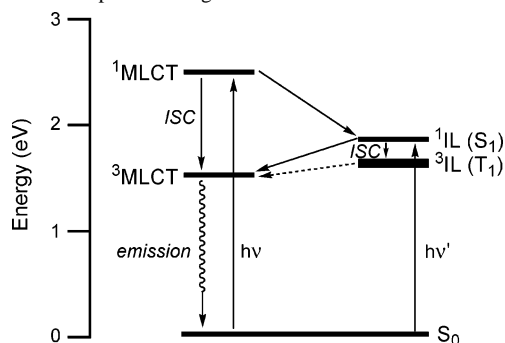 3
2
1
0
Energy (eV)
¹MLCT
ISC
³MLCT
emission
hν
¹IL (S₁)
ISC
³IL (T₁)
hν'
S₀